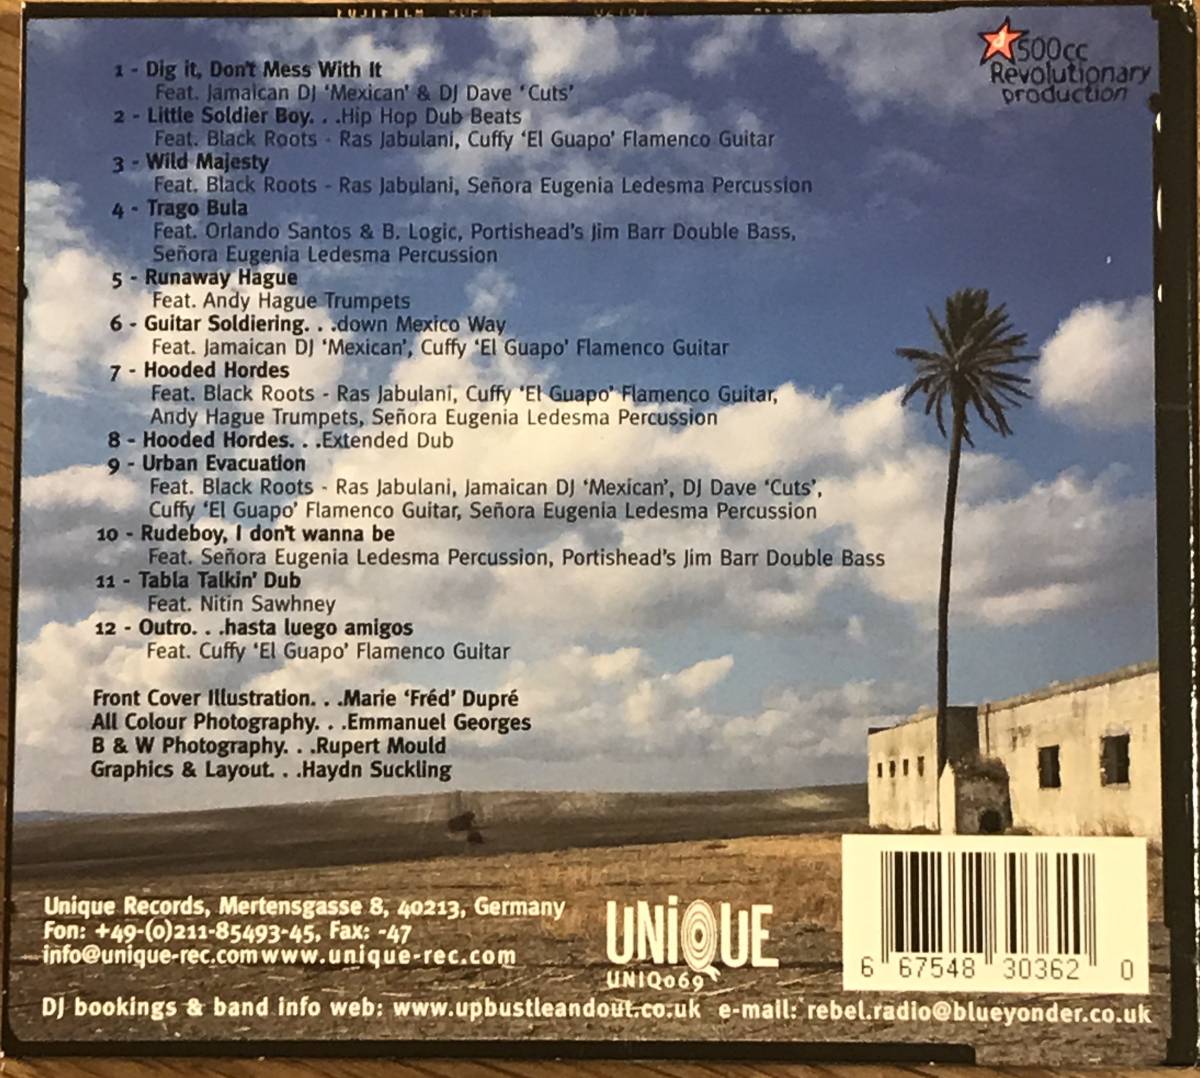 500cc
Revolutionary
production
1 - Dig it, Don't Mess With It
Feat. Jamaican DJ 'Mexican' & DJ Dave 'Cuts'
2 - Little Soldier Boy. . .Hip Hop Dub Beats
Feat. Black Roots - Ras Jabulani, Cuffy 'El Guapo' Flamenco Guitar
3 - Wild Majesty
Feat. Black Roots - Ras Jabulani, Señora Eugenia Ledesma Percussion
4 - Trago Bula
Feat. Orlando Santos & B. Logic, Portishead's Jim Barr Double Bass,
Señora Eugenia Ledesma Percussion
5 - Runaway Hague
Feat. Andy Hague Trumpets
6 - Guitar Soldiering. . .down Mexico Way
Feat. Jamaican DJ 'Mexican', Cuffy 'El Guapo' Flamenco Guitar
7 - Hooded Hordes
Feat. Black Roots - Ras Jabulani, Cuffy 'El Guapo' Flamenco Guitar,
Andy Hague Trumpets, Señora Eugenia Ledesma Percussion
8 - Hooded Hordes. . .Extended Dub
9 - Urban Evacuation
Feat. Black Roots - Ras Jabulani, Jamaican DJ 'Mexican', DJ Dave 'Cuts',
Cuffy 'El Guapo' Flamenco Guitar, Señora Eugenia Ledesma Percussion
10 - Rudeboy, I don't wanna be
Feat. Señora Eugenia Ledesma Percussion, Portishead's Jim Barr Double Bass
11 - Tabla Talkin' Dub
Feat. Nitin Sawhney
12 - Outro. . .hasta luego amigos
Feat. Cuffy 'El Guapo' Flamenco Guitar
Front Cover Illustration. . .Marie 'Fréd' Dupré
All Colour Photography. . .Emmanuel Georges
B & W Photography. . .Rupert Mould
Graphics & Layout. . .Haydn Suckling
Unique Records, Mertensgasse 8, 40213, Germany
Fon: +49-(0)211-85493-45, Fax: -47
info@unique-rec.com www.unique-rec.com
UNiQUE
UNIQ069
6 67548 30362 0
DJ bookings & band info web: www.upbustleandout.co.uk e-mail: rebel.radio@blueyonder.co.uk